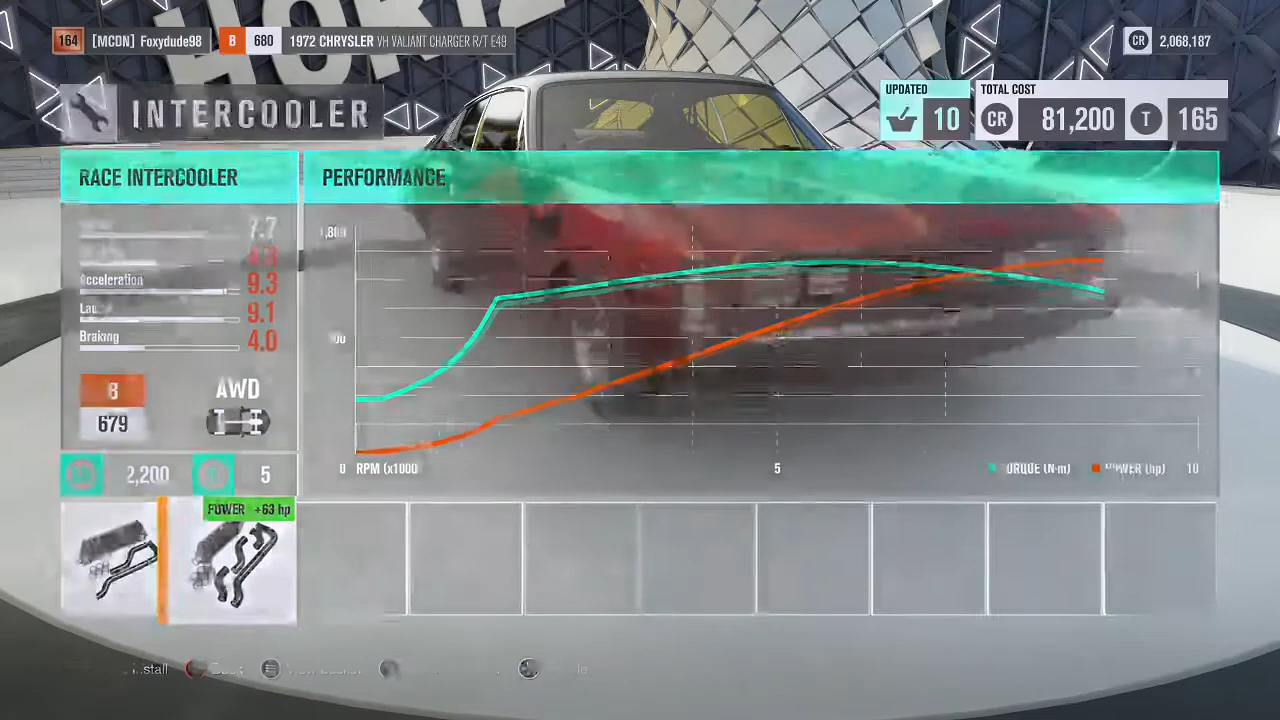 164 [MCDN] Foxydude98 B 680 1972 CHRYSLER VH VALIANT CHARGER R/T E49
CR 2,068,187
INTERCOOLER
UPDATED 10
TOTAL COST
CR 81,200 T 165
RACE INTERCOOLER
PERFORMANCE
7.7
Acceleration 9.3
9.1
Braking 4.0
B
679
AWD
2,200
5
0 RPM (x1000 5 10
POWER +63 hp